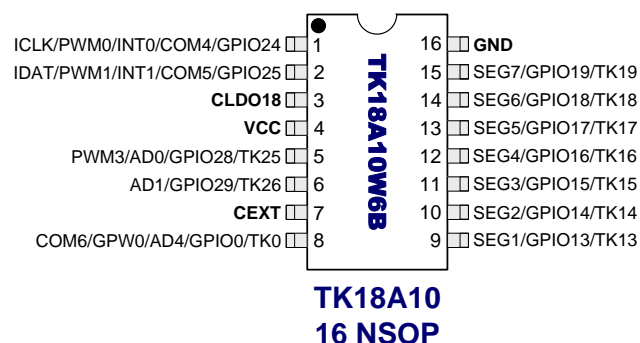 ICLK/PWM0/INT0/COM4/GPIO24 1 16 GND
IDAT/PWM1/INT1/COM5/GPIO25 2 15 SEG7/GPIO19/TK19
CLDO18 3 14 SEG6/GPIO18/TK18
VCC 4 13 SEG5/GPIO17/TK17
PWM3/AD0/GPIO28/TK25 5 12 SEG4/GPIO16/TK16
AD1/GPIO29/TK26 6 11 SEG3/GPIO15/TK15
CEXT 7 10 SEG2/GPIO14/TK14
COM6/GPW0/AD4/GPIO0/TK0 8 9 SEG1/GPIO13/TK13
TK18A10W6B
TK18A10
16 NSOP